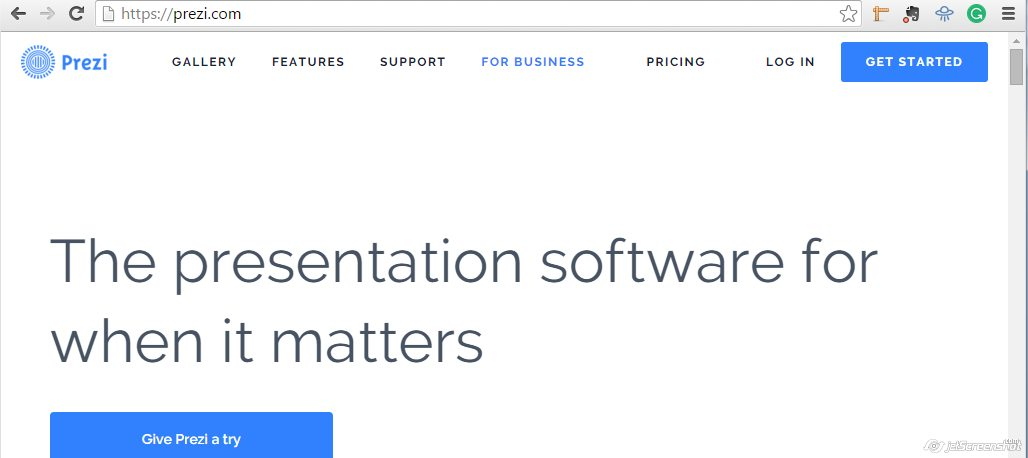 https://prezi.com
Prezi GALLERY FEATURES SUPPORT FOR BUSINESS PRICING LOG IN GET STARTED
The presentation software for
when it matters
Give Prezi a try
jetScreenshot